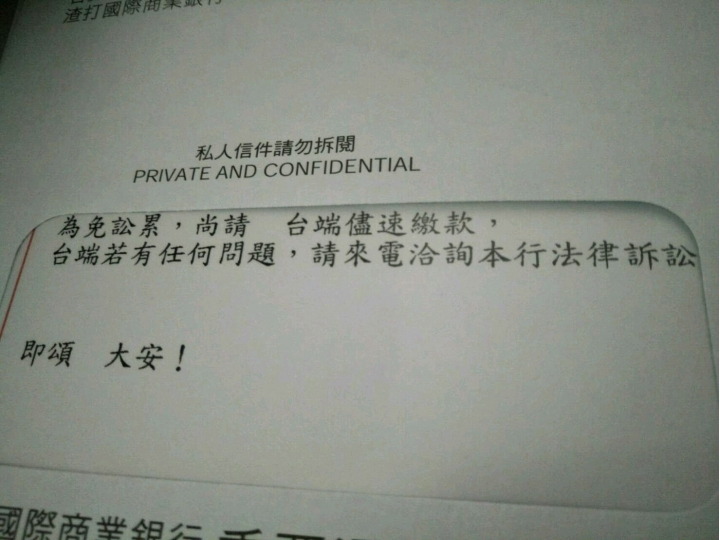 渣打國際商業銀行
私人信件請勿拆閱
PRIVATE AND CONFIDENTIAL
為免訟累，尚請　台端儘速繳款，
台端若有任何問題，請來電洽詢本行法律訴訟
即頌　大安！
國際商業銀行